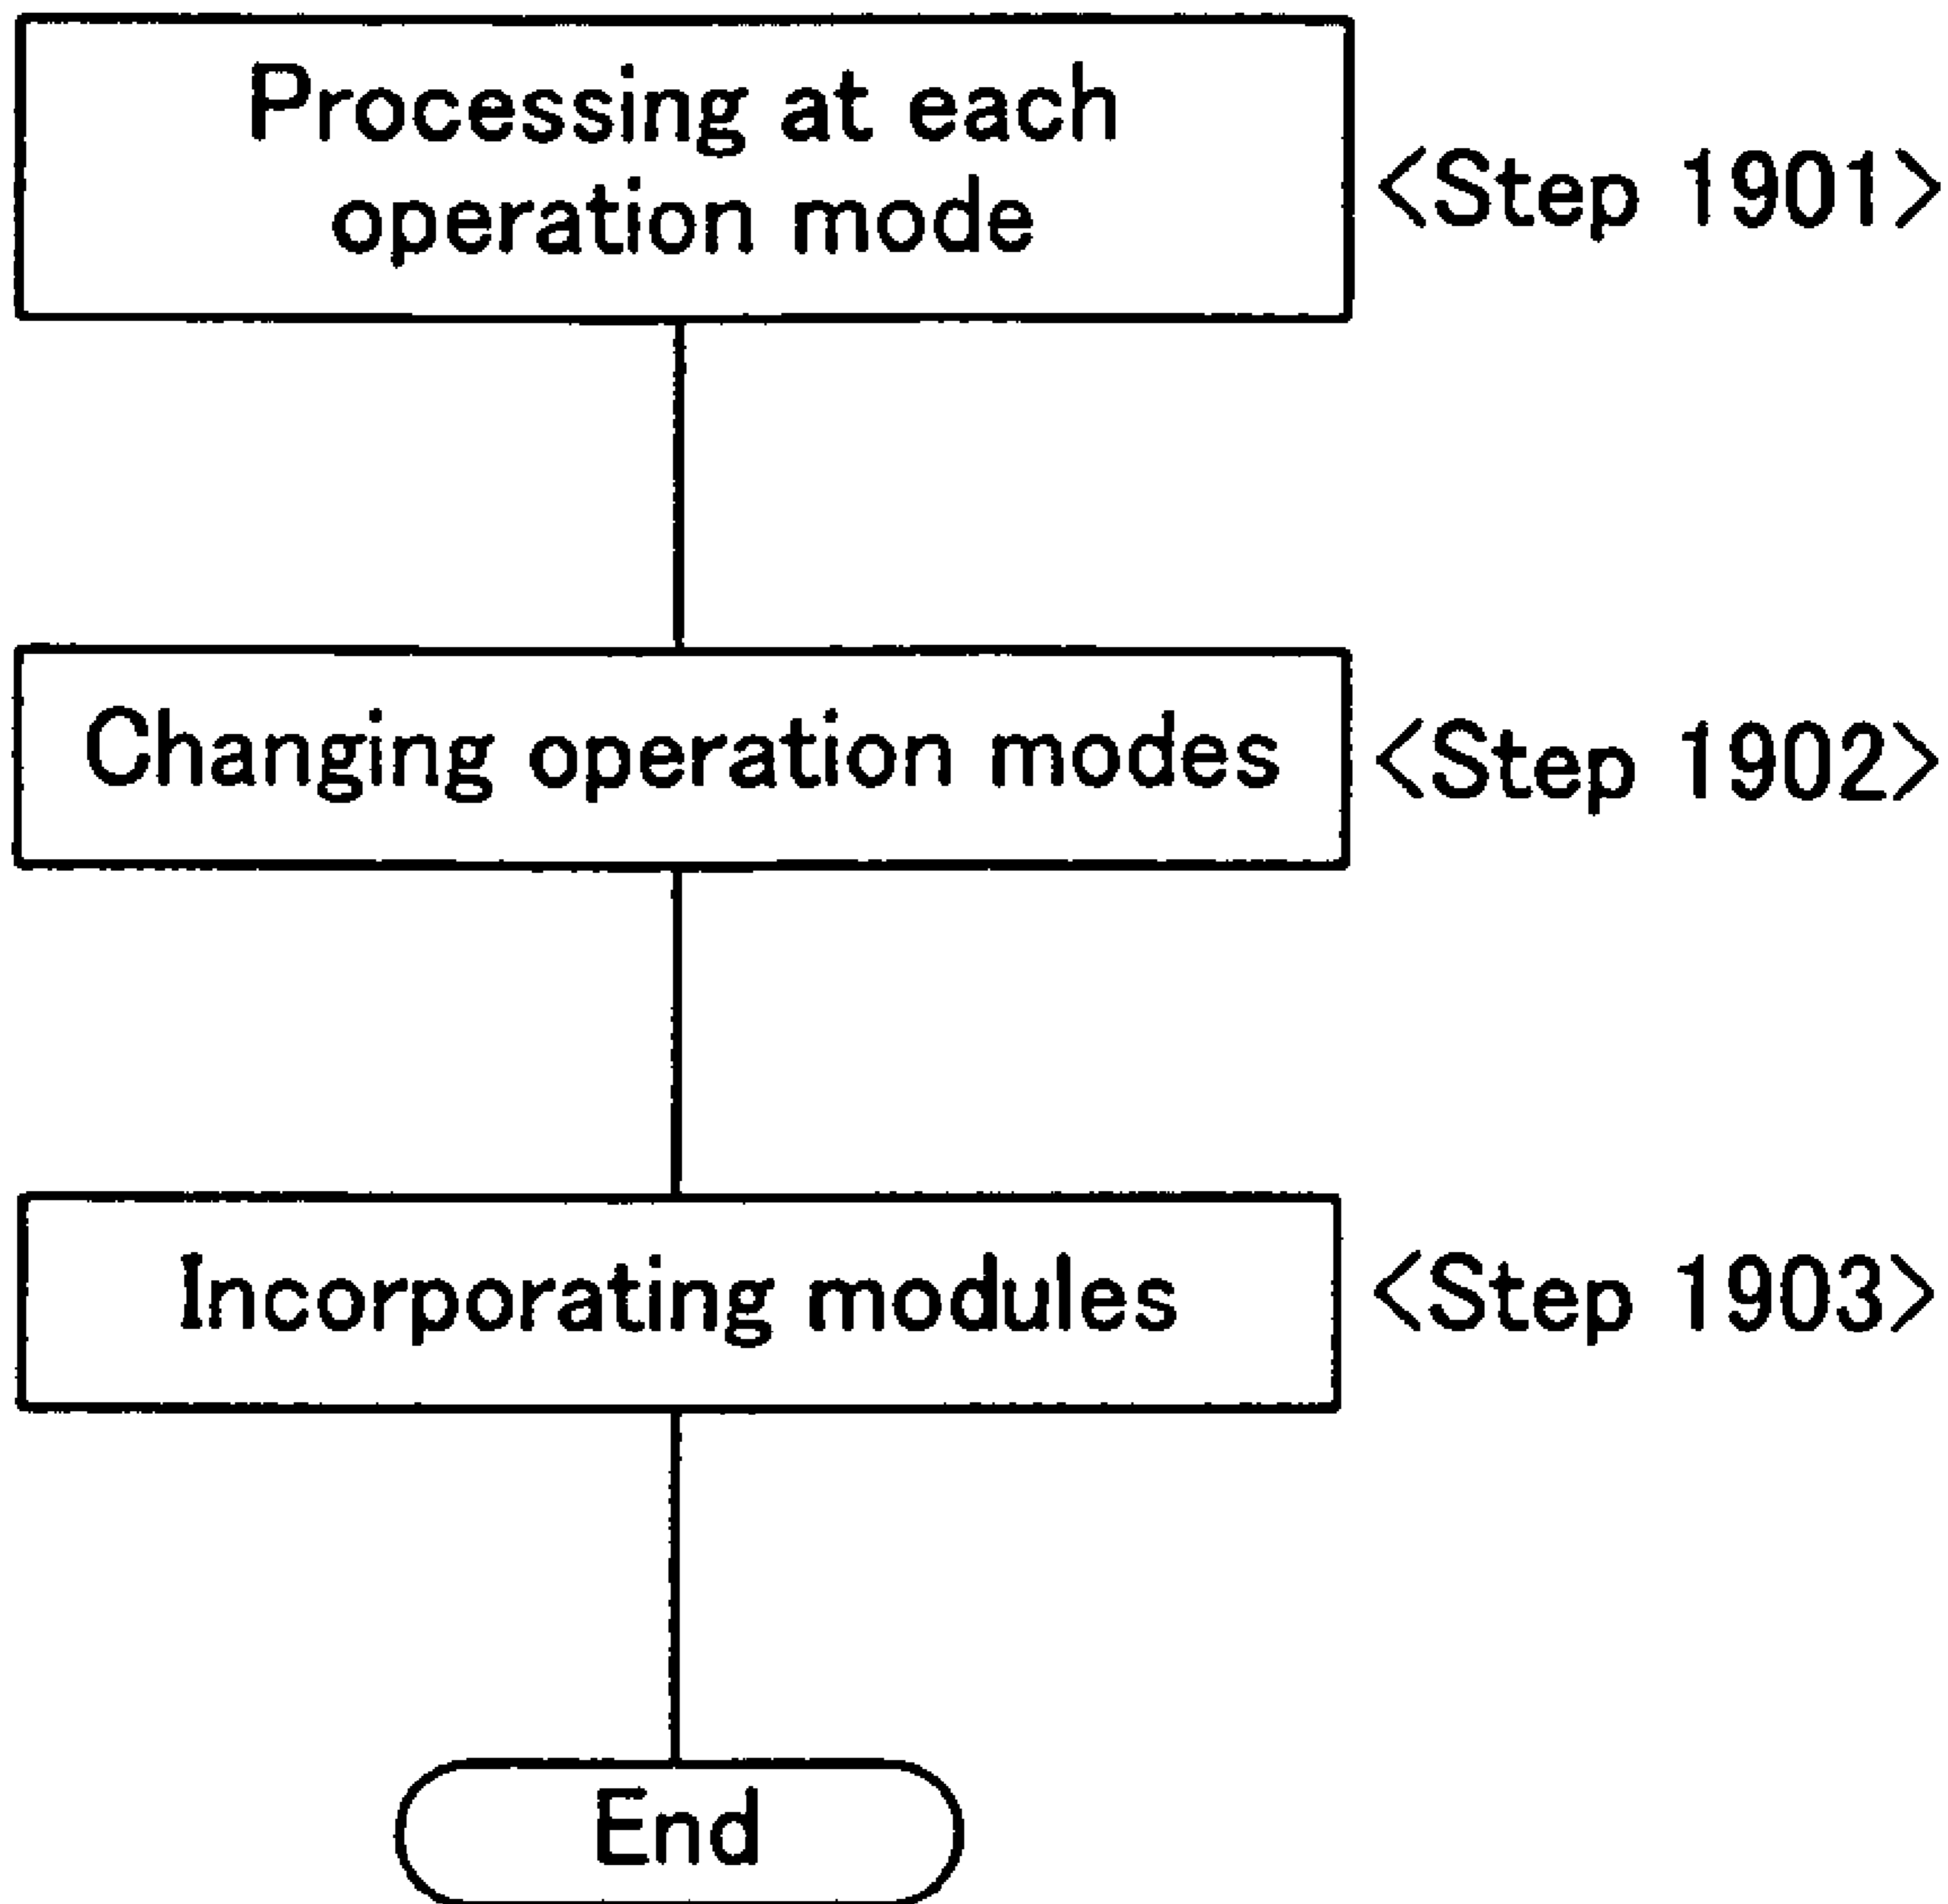 Processing at each
operation mode
<Step 1901>
Changing operation modes
<Step 1902>
Incorporating modules
<Step 1903>
End